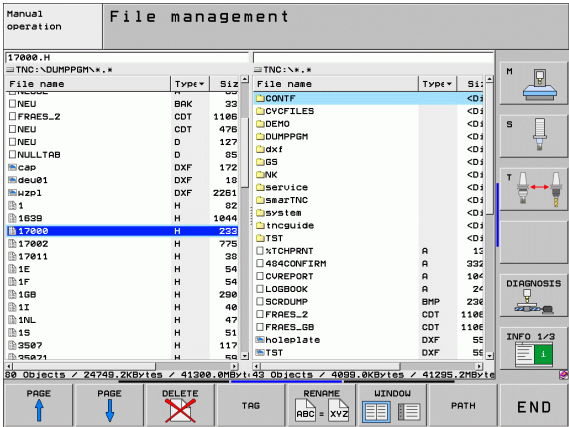 Manual
operation
File management
17000.H
TNC:\DUMPPGM\*.*
File name Type Siz
NEU BAK 33
FRAES_2 CDT 1106
NEU CDT 476
NEU D 127
NULLTAB D 85
cap DXF 172
deu01 DXF 18
wzpl DXF 2261
1 H 82
1639 H 1044
17000 H 233
17002 H 775
17011 H 38
1E H 54
1F H 54
1GB H 290
1I H 40
1NL H 47
1S H 51
3507 H 117
35071 H 59
80 Objects / 24749.2KBytes / 41300.0MByt
TNC:\*.*
File name Type
CONTF <Di
CYCFILES <Di
DEMO <Di
DUMPPGM <Di
dxf <Di
GS <Di
NK <Di
service <Di
smarTNC <Di
system <Di
tncguide <Di
TST <Di
%TCHPRNT A 13
484CONFIRM A 332
CVREPORT A 104
LOGBOOK A 24
SCRDUMP BMP 230
FRAES_2 CDT 1106
FRAES_GB CDT 1106
holeplate DXF 55
TST DXF 55
43 Objects / 4099.0KBytes / 41295.2MByte
M
S
T
DIAGNOSIS
INFO 1/3
i
PAGE
PAGE
DELETE
TAG
RENAME
ABC = XYZ
WINDOW
PATH
END